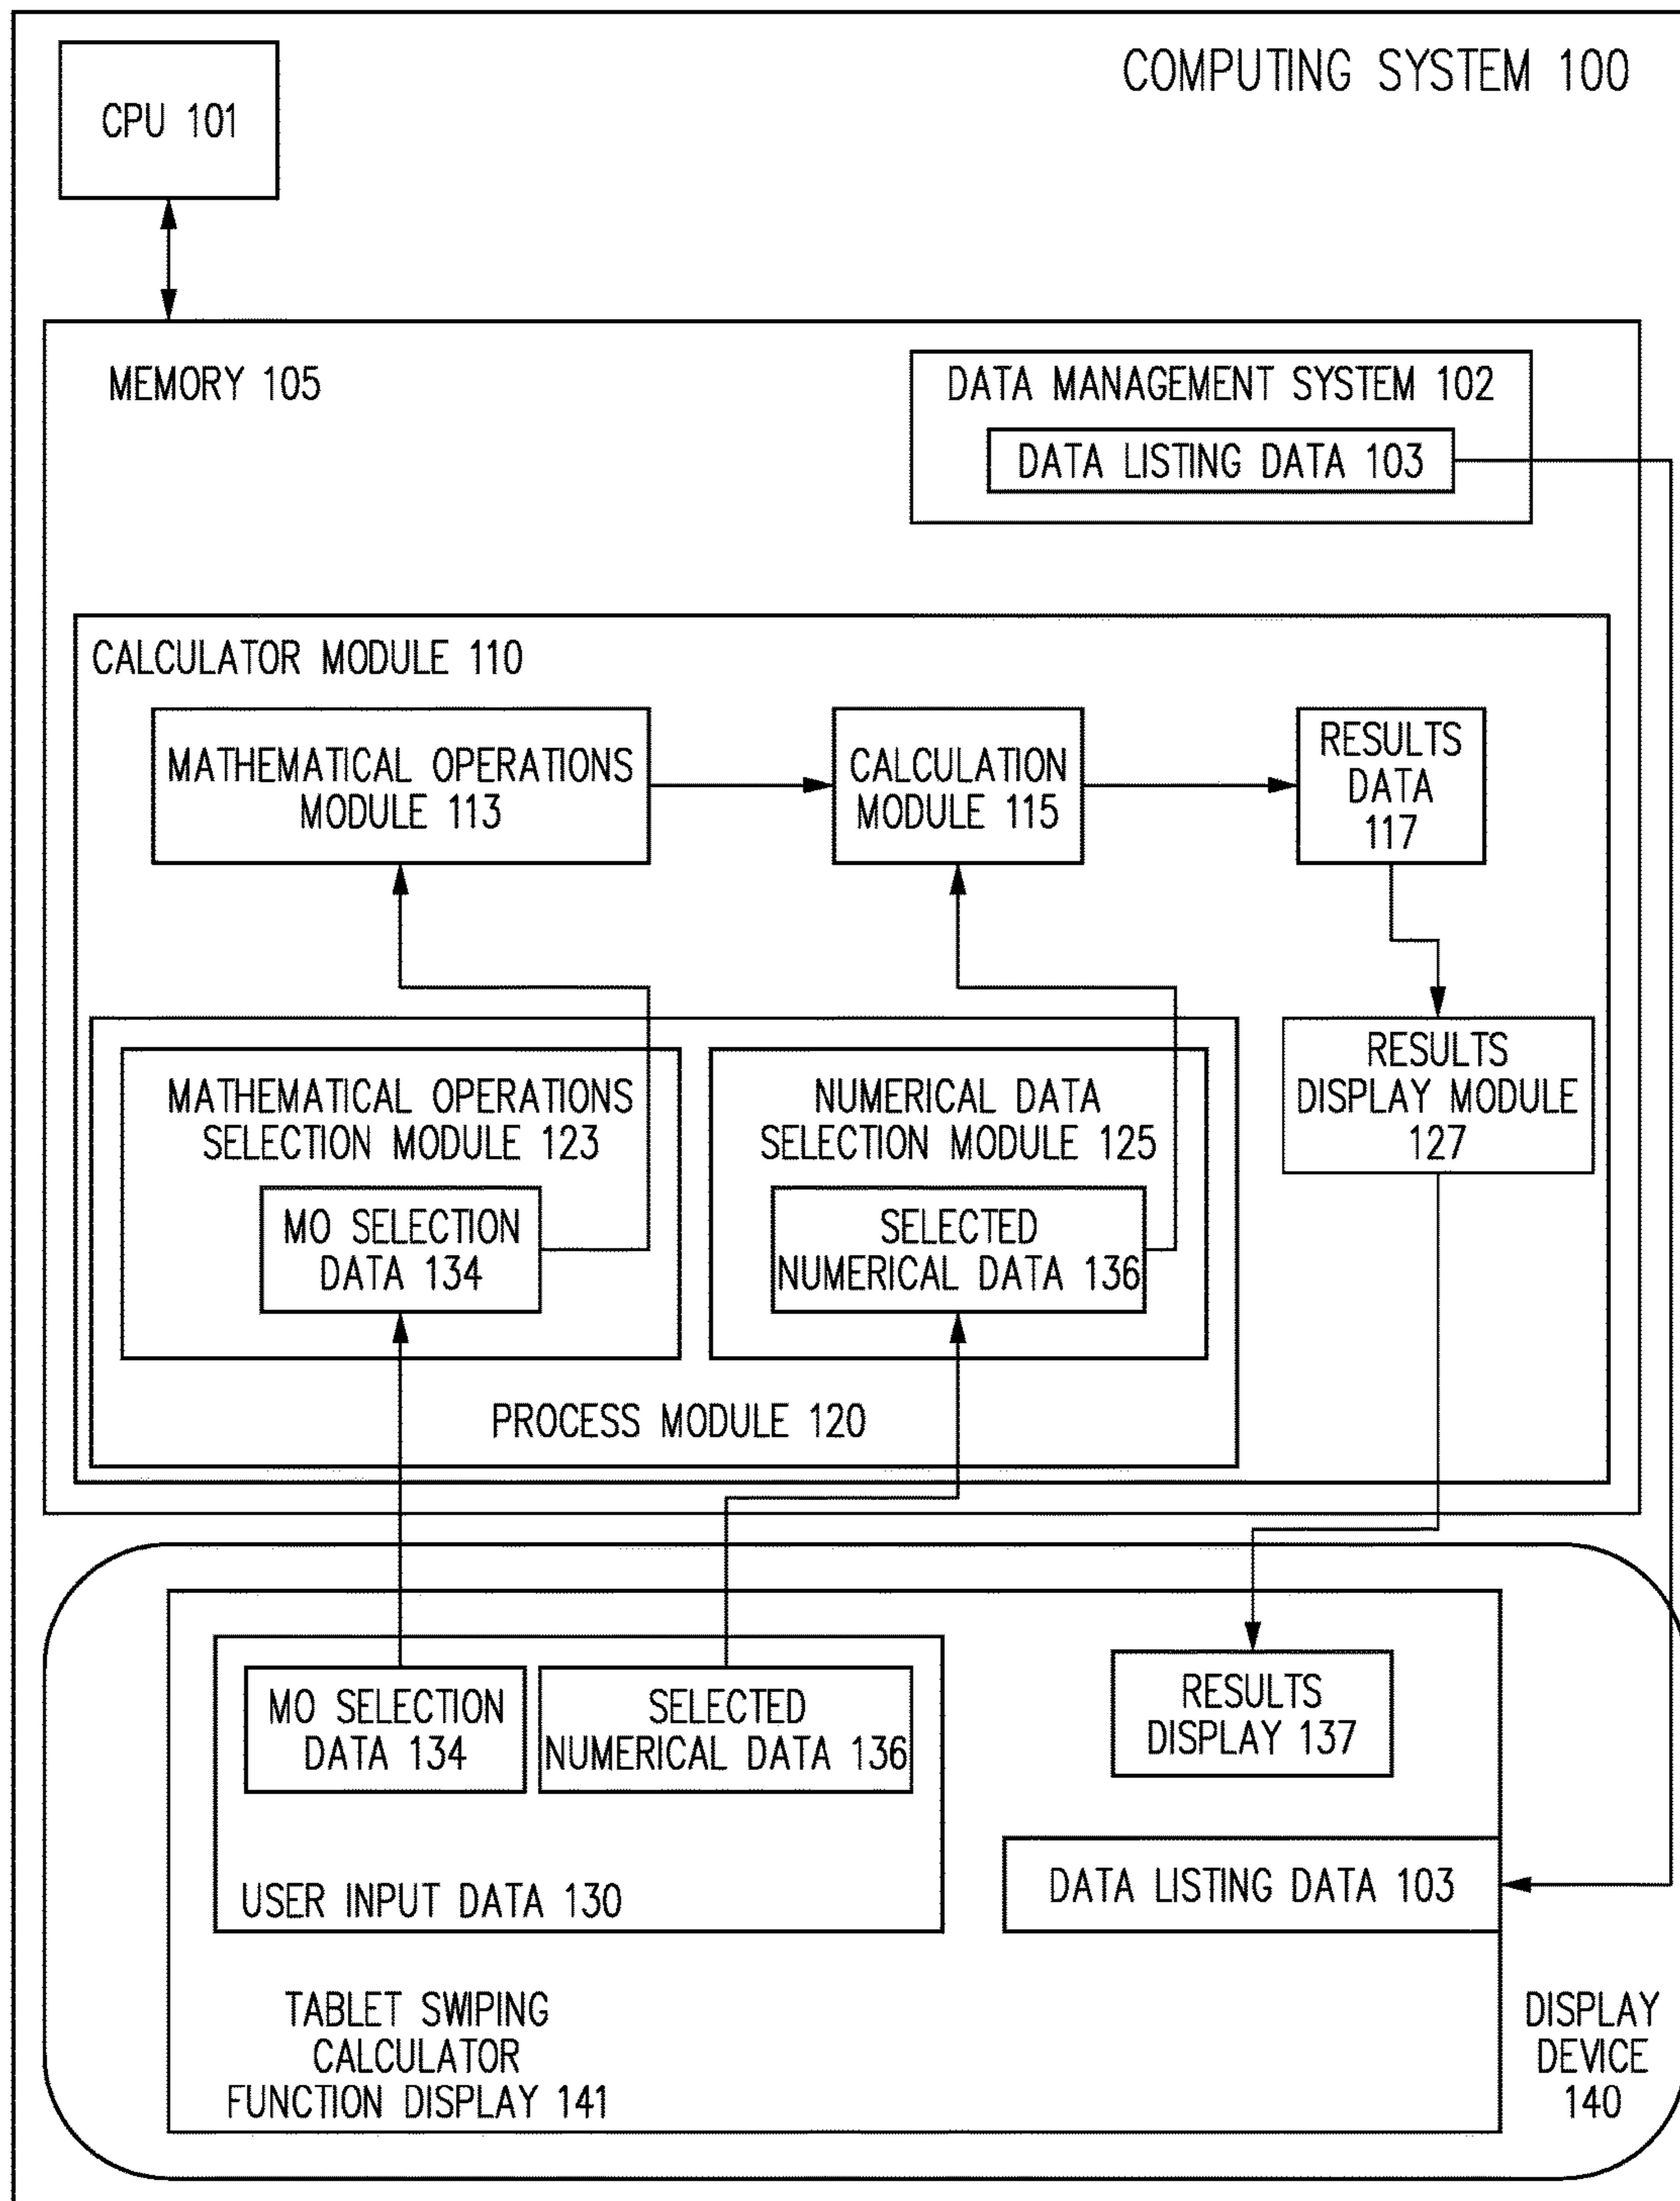 COMPUTING SYSTEM 100
CPU 101
MEMORY 105
DATA MANAGEMENT SYSTEM 102
DATA LISTING DATA 103
CALCULATOR MODULE 110
MATHEMATICAL OPERATIONS
MODULE 113
CALCULATION
MODULE 115
RESULTS
DATA
117
MATHEMATICAL OPERATIONS
SELECTION MODULE 123
MO SELECTION
DATA 134
NUMERICAL DATA
SELECTION MODULE 125
SELECTED
NUMERICAL DATA 136
RESULTS
DISPLAY MODULE
127
PROCESS MODULE 120
MO SELECTION
DATA 134
SELECTED
NUMERICAL DATA 136
USER INPUT DATA 130
RESULTS
DISPLAY 137
DATA LISTING DATA 103
TABLET SWIPING
CALCULATOR
FUNCTION DISPLAY 141
DISPLAY
DEVICE
140